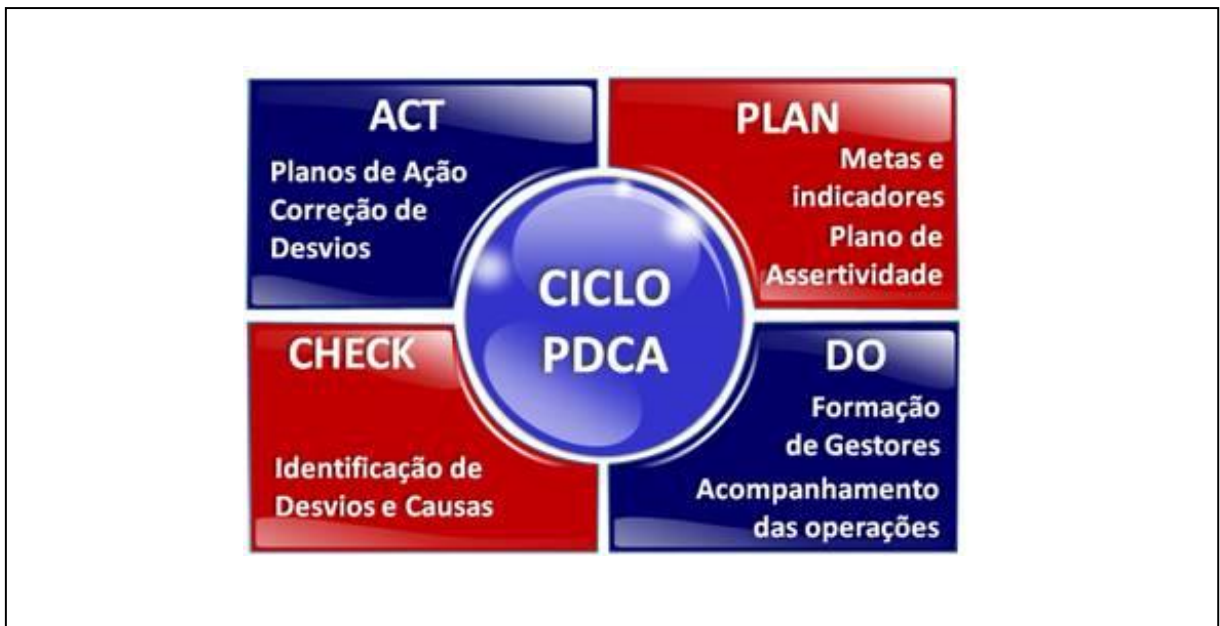 ACT
Planos de Ação
Correção de
Desvios
PLAN
Metas e
indicadores
Plano de
Assertividade
CICLO
PDCA
CHECK
Identificação de
Desvios e Causas
DO
Formação
de Gestores
Acompanhamento
das operações